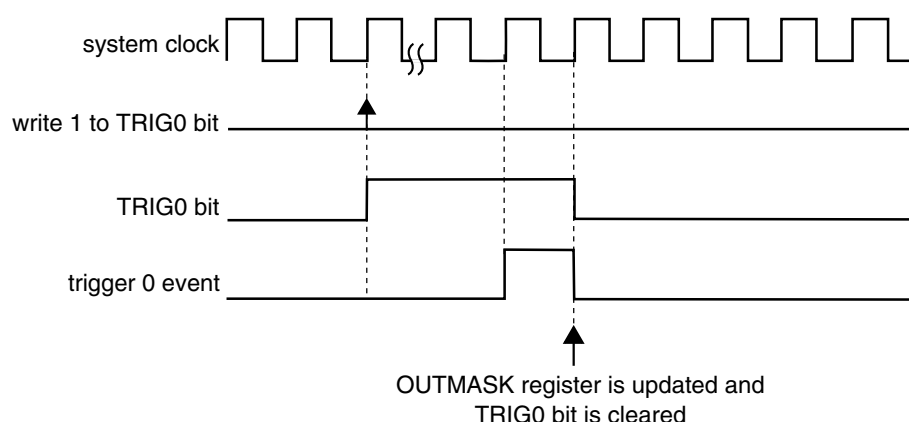 system clock
write 1 to TRIG0 bit
TRIG0 bit
trigger 0 event
OUTMASK register is updated and
TRIG0 bit is cleared